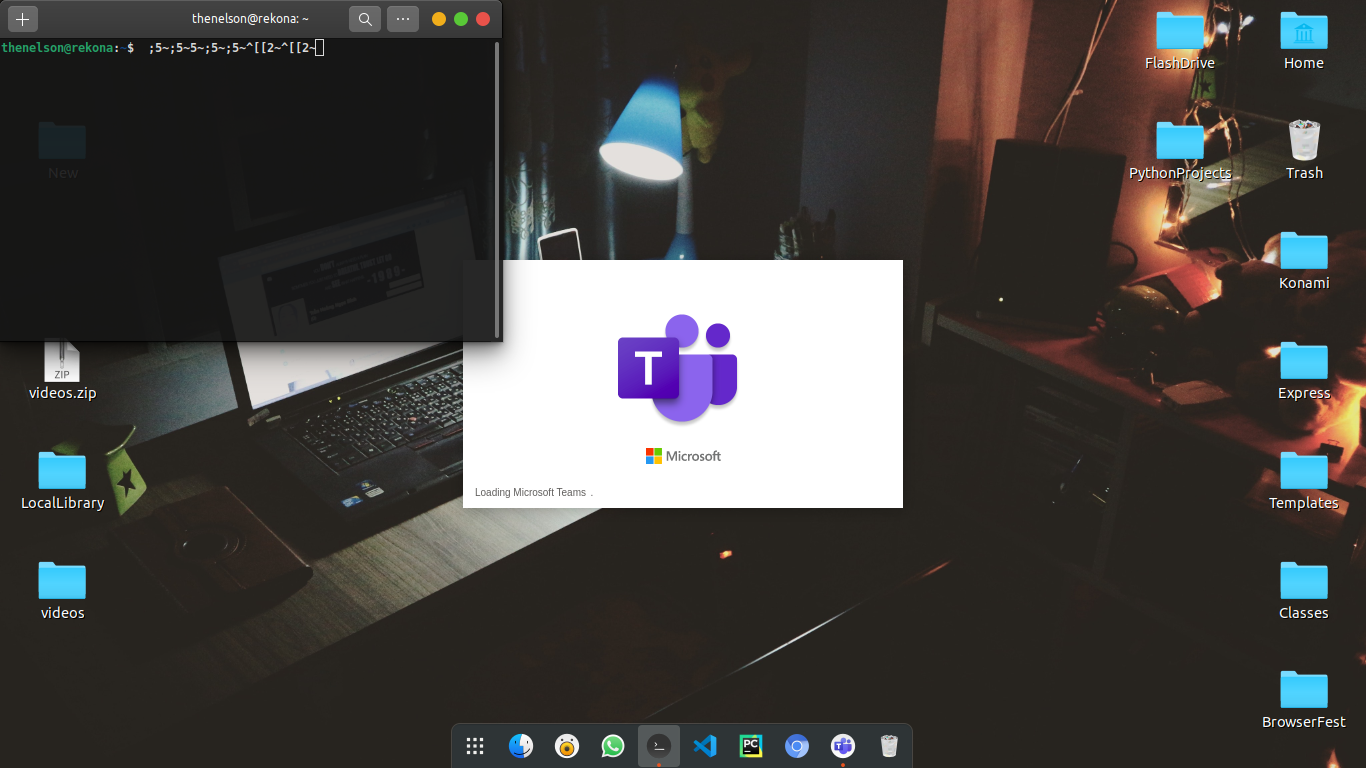 thenelson@rekona: ~
thenelson@rekona:~$ ;5~;5~5~;5~;5~^[[2~^[[2~
New
ZIP
videos.zip
LocalLibrary
videos
T
Microsoft
Loading Microsoft Teams .
FlashDrive
Home
PythonProjects
Trash
Konami
Express
Templates
Classes
BrowserFest
PC